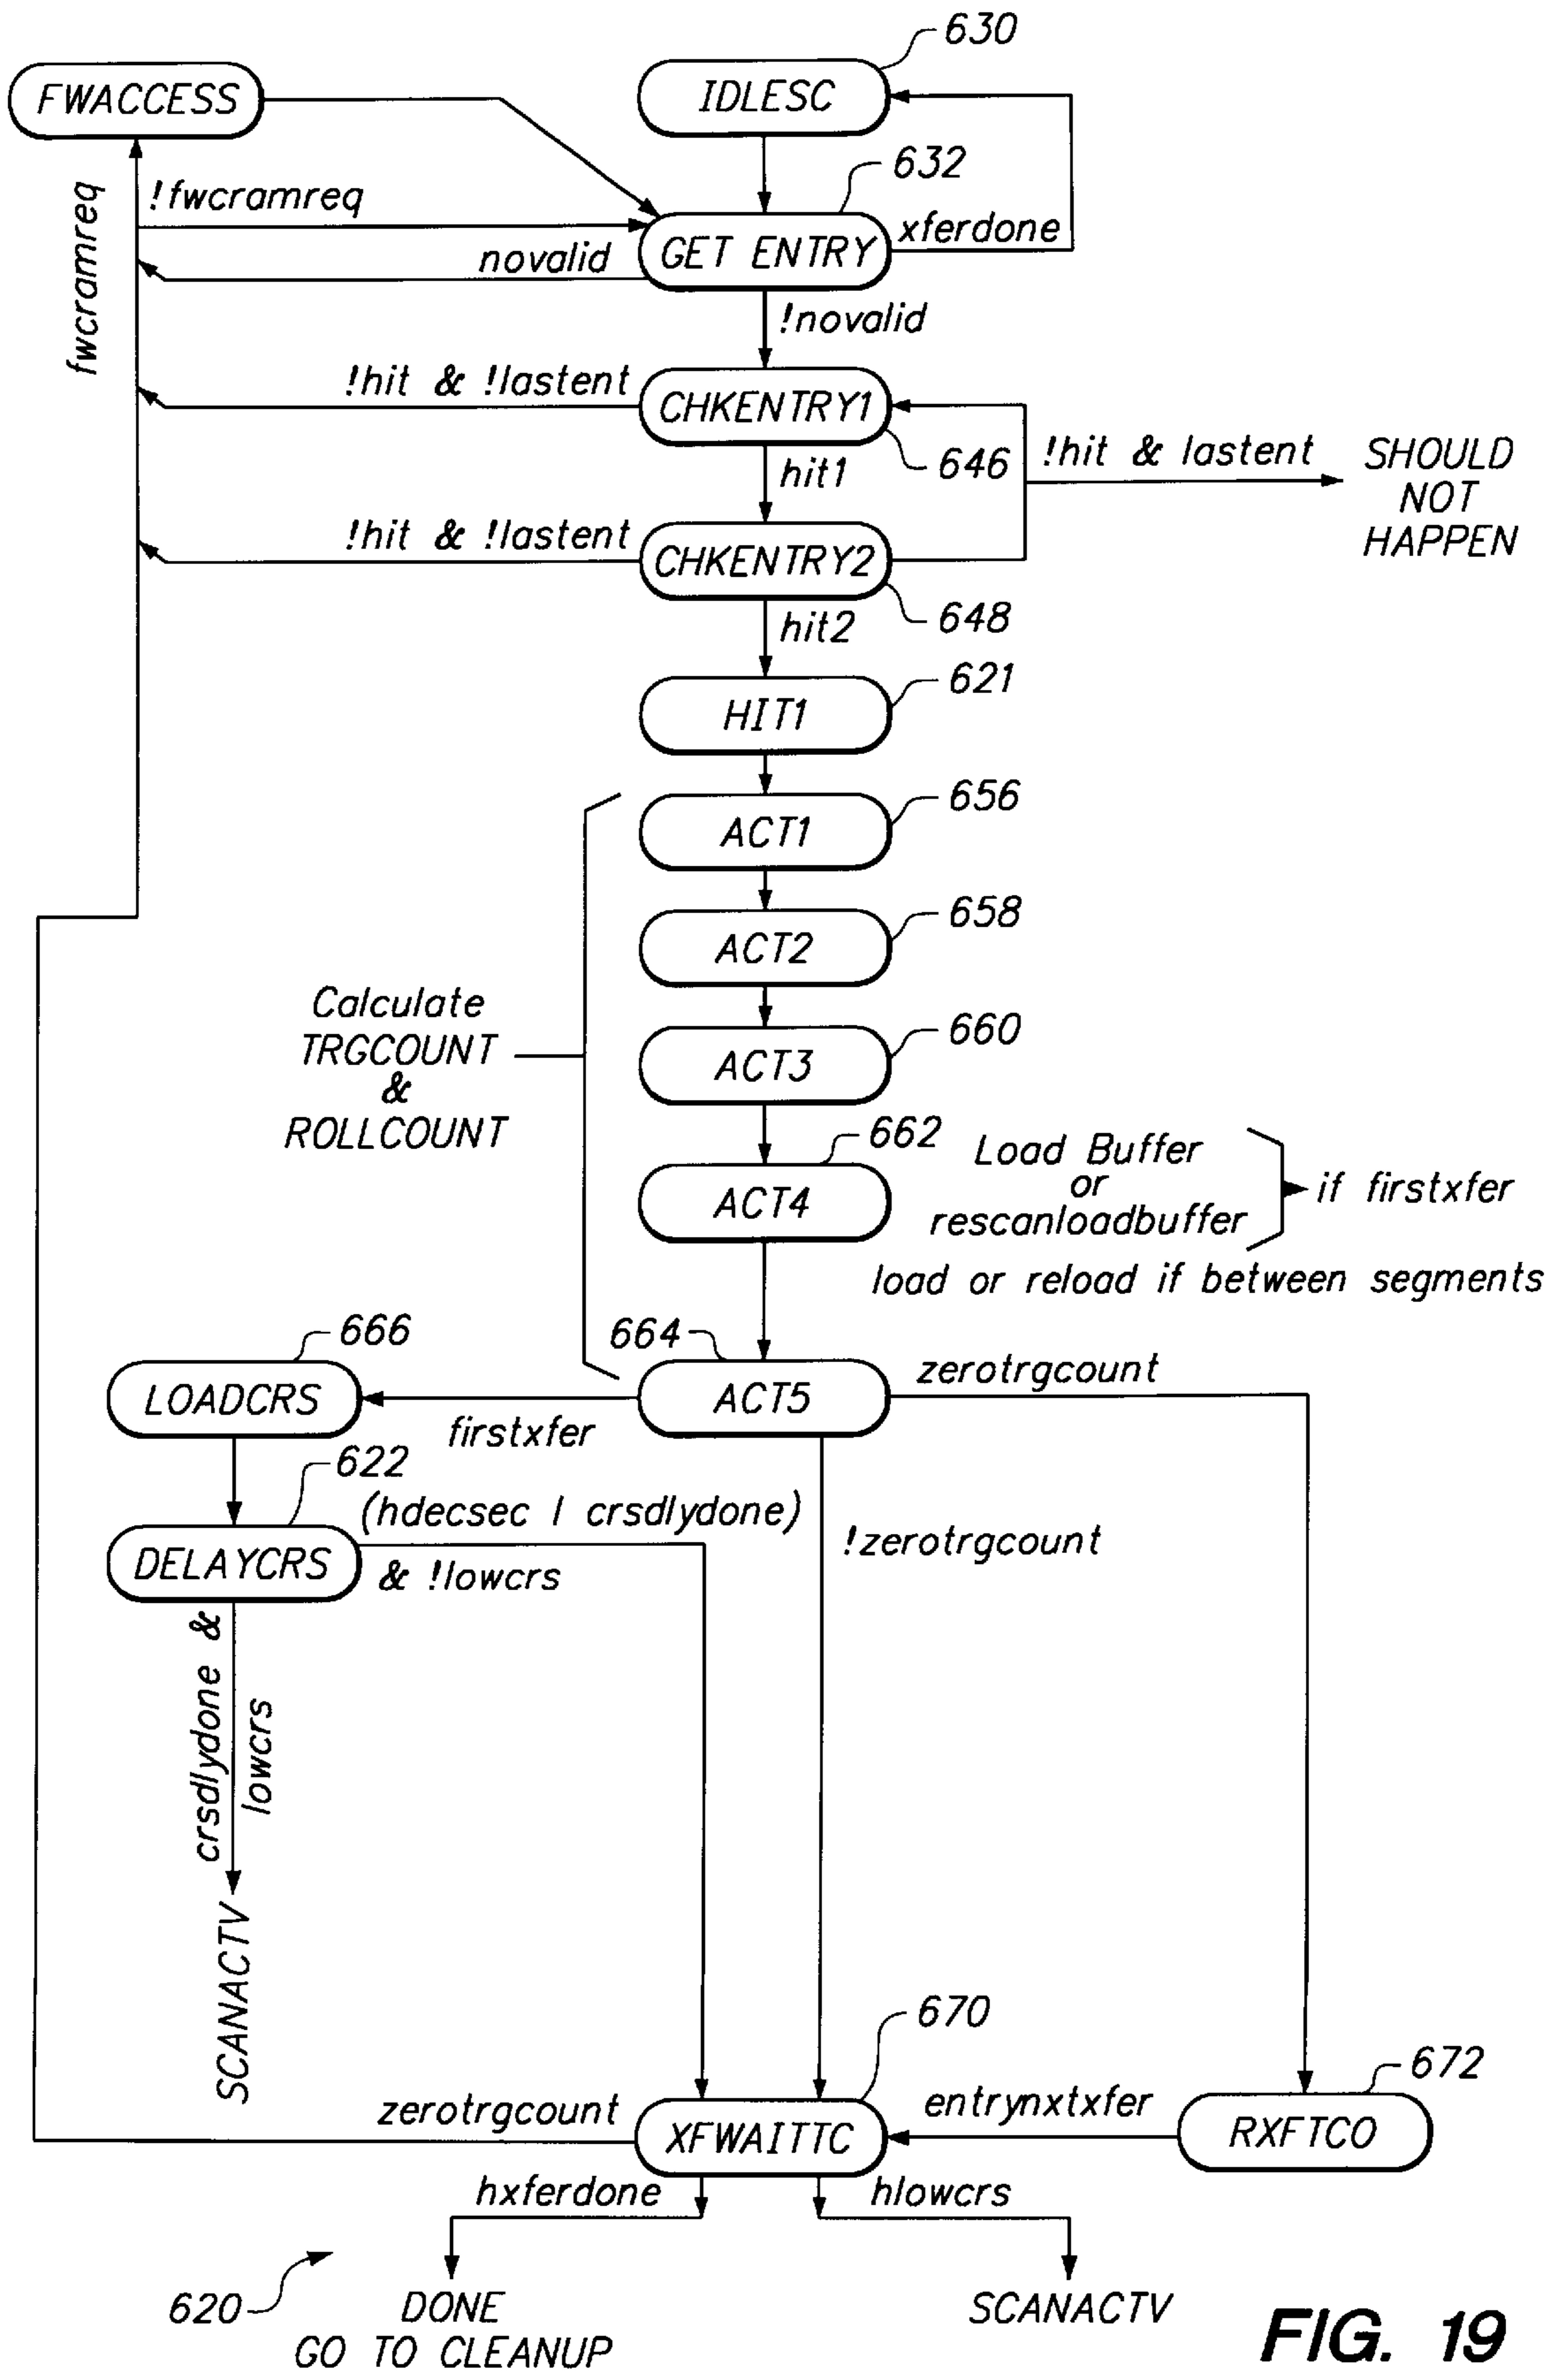 630
FWACCESS
IDLESC
632
!fwcramreq
fwcramreq
GET ENTRY
xferdone
novalid
!novalid
!hit & !lastent
CHKENTRY1
646
!hit & lastent
SHOULD
NOT
HAPPEN
hit1
!hit & !lastent
CHKENTRY2
648
hit2
621
HIT1
656
ACT1
658
ACT2
Calculate
TRGCOUNT
&
ROLLCOUNT
660
ACT3
662
ACT4
Load Buffer
or
rescanloadbuffer
if firstxfer
load or reload if between segments
666
664
LOADCRS
ACT5
zerotrgcount
firstxfer
622
DELAYCRS
(hdecsec | crsdlydone)
& !lowcrs
!zerotrgcount
crsdlydone &
lowcrs
SCANACTV
670
672
zerotrgcount
XFWAITTC
entrynxtxfer
RXFTCO
hxferdone
hlowcrs
620
DONE
GO TO CLEANUP
SCANACTV
FIG. 19